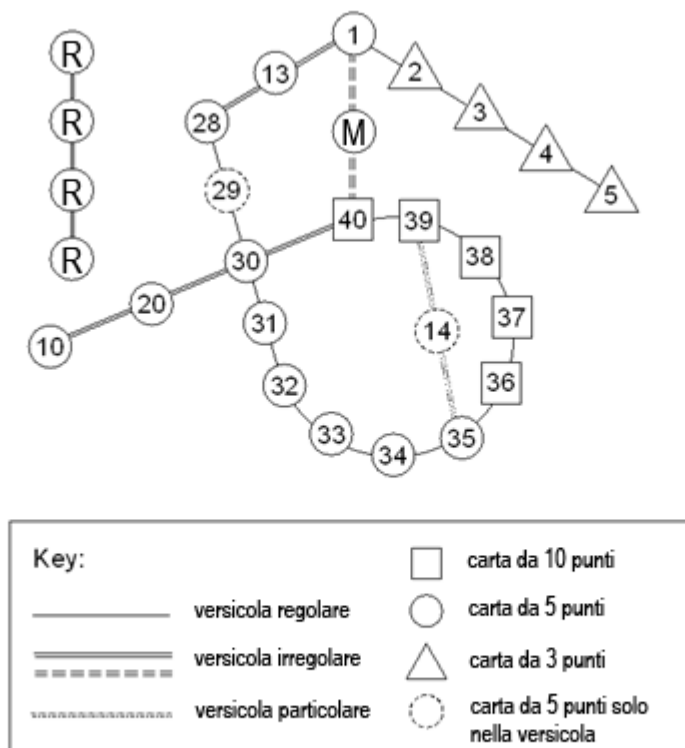 R
R
R
R
1
2
3
4
5
13
28
M
29
40
39
38
30
20
10
31
14
37
32
36
33
34
35
Key:
versicola regolare
versicola irregolare
versicola particolare
carta da 10 punti
carta da 5 punti
carta da 3 punti
carta da 5 punti solo
nella versicola